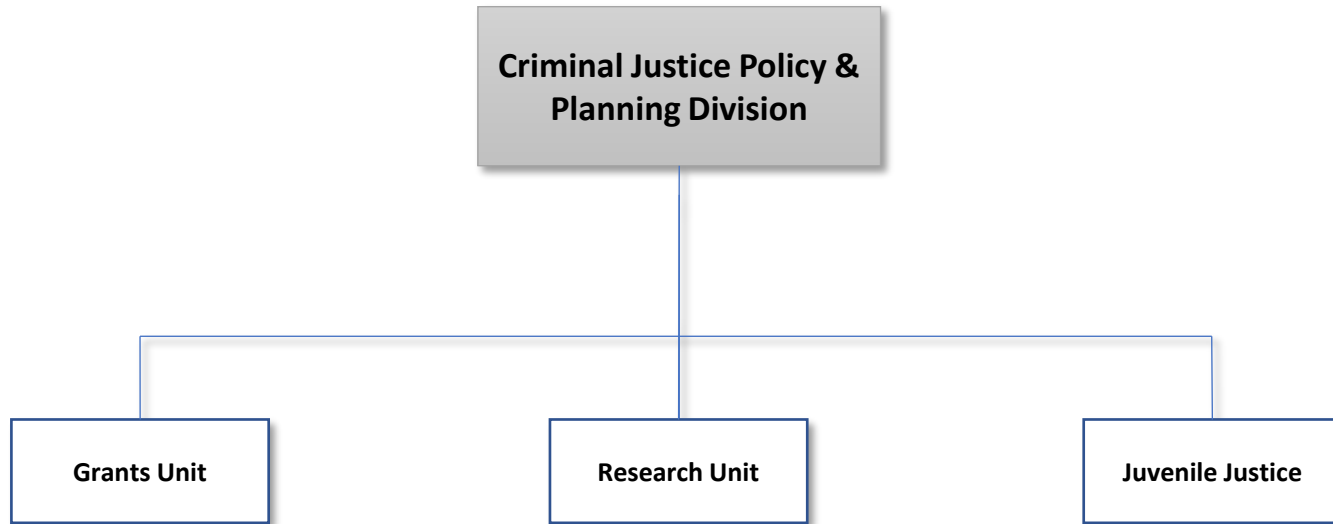 Criminal Justice Policy &
Planning Division
Grants Unit
Research Unit
Juvenile Justice